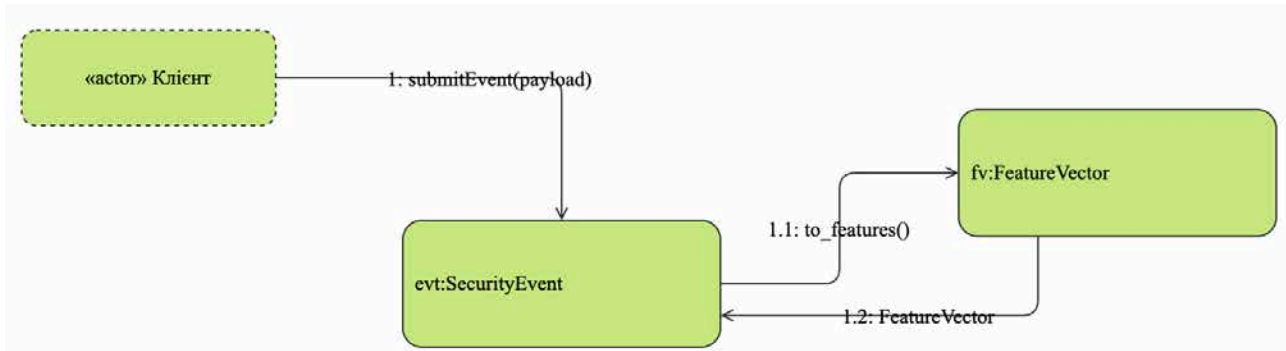 «actor» Клієнт
1: submitEvent(payload)
fv:FeatureVector
1.1: to_features()
evt:SecurityEvent
1.2: FeatureVector